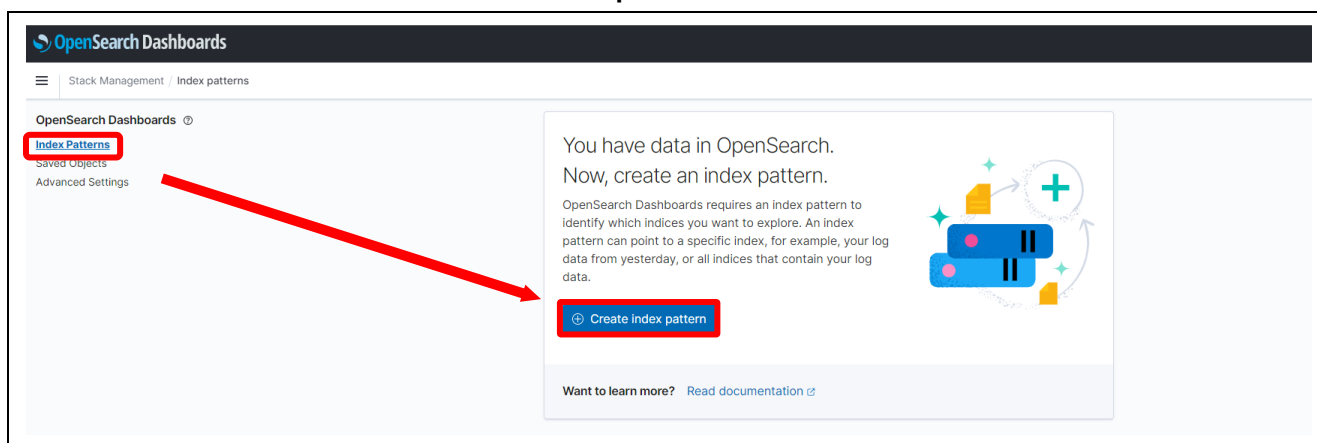 OpenSearch Dashboards
Stack Management / Index patterns
OpenSearch Dashboards
Index Patterns
Saved Objects
Advanced Settings
You have data in OpenSearch.
Now, create an index pattern.
OpenSearch Dashboards requires an index pattern to
identify which indices you want to explore. An index
pattern can point to a specific index, for example, your log
data from yesterday, or all indices that contain your log
data.
Create index pattern
Want to learn more? Read documentation